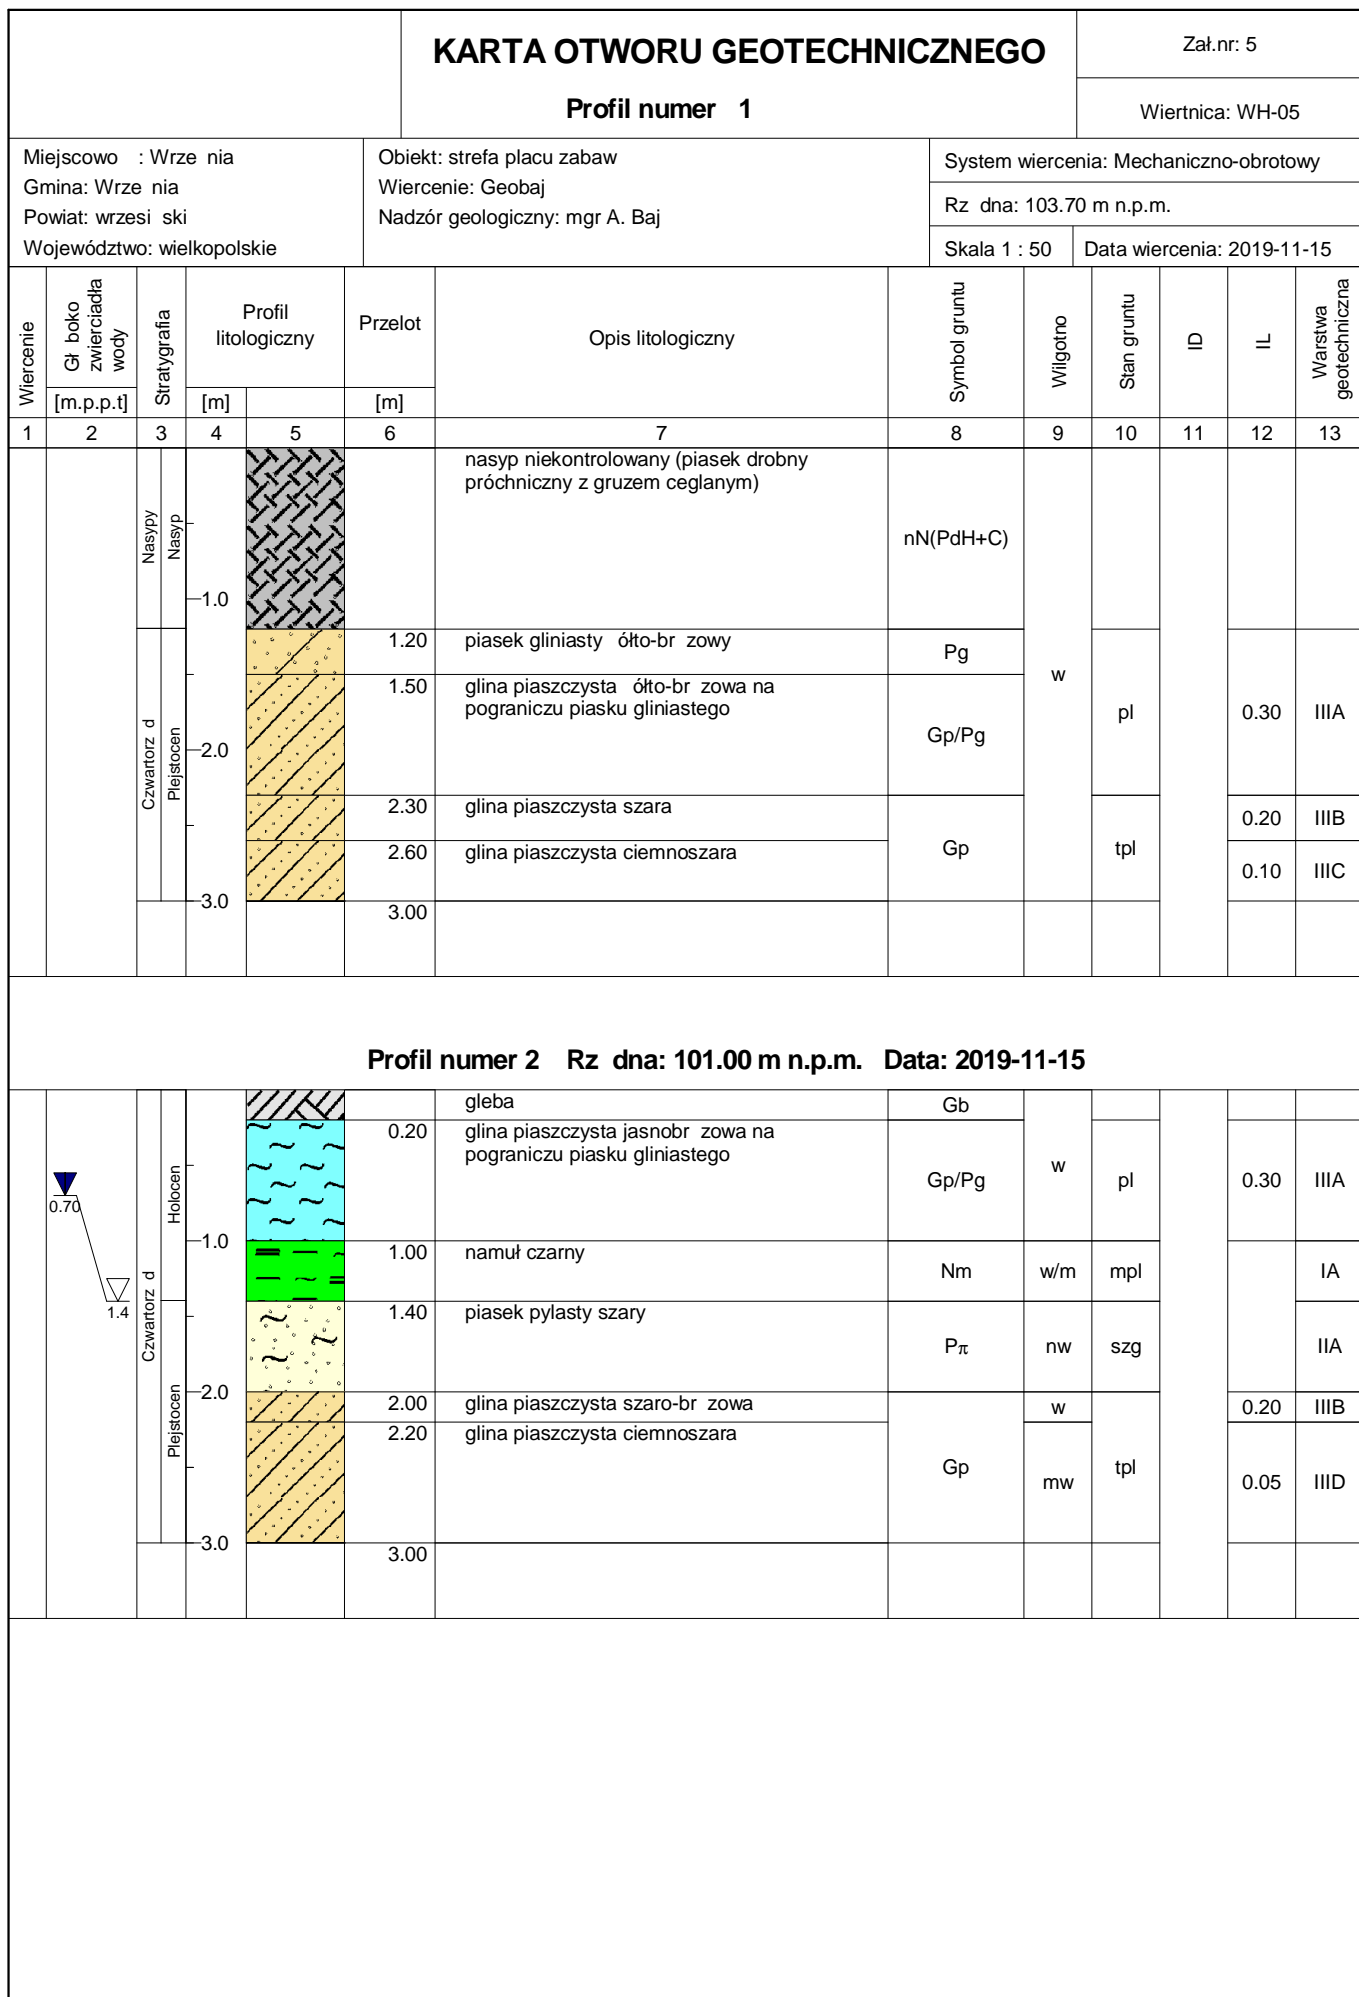 KARTA OTWORU GEOTECHNICZNEGO
Profil numer 1
Zał.nr: 5
Wiertnica: WH-05
Miejscowo : Wrze nia
Gmina: Wrze nia
Powiat: wrzesi ski
Województwo: wielkopolskie
Obiekt: strefa placu zabaw
Wiercenie: Geobaj
Nadzór geologiczny: mgr A. Baj
System wiercenia: Mechaniczno-obrotowy
Rz dna: 103.70 m n.p.m.
Skala 1 : 50
Data wiercenia: 2019-11-15
Wiercenie
Gł boko
zwierciadła
wody
[m.p.p.t]
Stratygrafia
Profil
litologiczny
[m]
Przelot
[m]
Opis litologiczny
Symbol gruntu
Wilgotno
Stan gruntu
ID
IL
Warstwa
geotechniczna
1 2 3 4 5 6 7 8 9 10 11 12 13
Nasypy
Nasyp
nasyp niekontrolowany (piasek drobny
próchniczny z gruzem ceglanym)
nN(PdH+C)
1.0
1.20 piasek gliniasty ółto-br zowy
Pg
w
1.50 glina piaszczysta ółto-br zowa na
pograniczu piasku gliniastego
Gp/Pg
pl
0.30
IIIA
Czwartorz d
Plejstocen
2.0
2.30 glina piaszczysta szara
0.20
IIIB
Gp
tpl
2.60 glina piaszczysta ciemnoszara
0.10
IIIC
3.0
3.00
Profil numer 2 Rz dna: 101.00 m n.p.m. Data: 2019-11-15
gleba
Gb
0.20 glina piaszczysta jasnobr zowa na
pograniczu piasku gliniastego
Gp/Pg
w
pl
0.30
IIIA
0.70
Holocen
1.0
1.00 namuł czarny
Nm
w/m
mpl
IA
1.4
Czwartorz d
1.40 piasek pylasty szary
Pπ
nw
szg
IIA
Plejstocen
2.0
2.00 glina piaszczysta szaro-br zowa
w
0.20
IIIB
2.20 glina piaszczysta ciemnoszara
Gp
mw
tpl
0.05
IIID
3.0
3.00